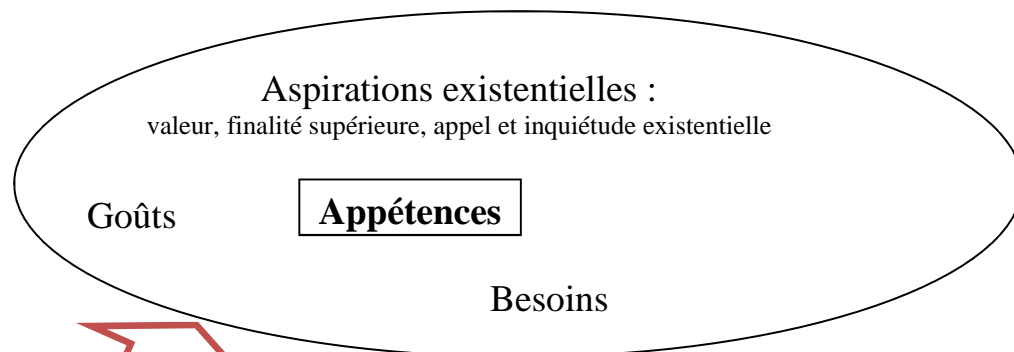 Aspirations existentielles :
valeur, finalité supérieure, appel et inquiétude existentielle
Goûts
Appétences
Besoins